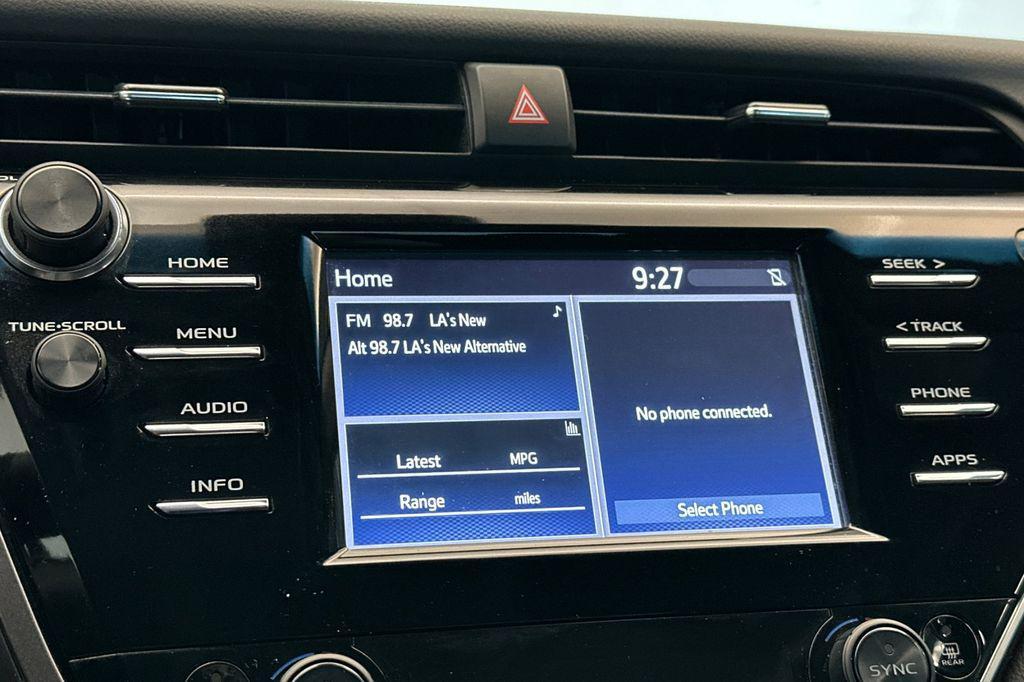 HOME
TUNE•SCROLL
MENU
AUDIO
INFO
Home
9:27
FM 98.7 LA's New
Alt 98.7 LA's New Alternative
Latest MPG
Range miles
No phone connected.
Select Phone
SEEK >
< TRACK
PHONE
APPS
SYNC
REAR